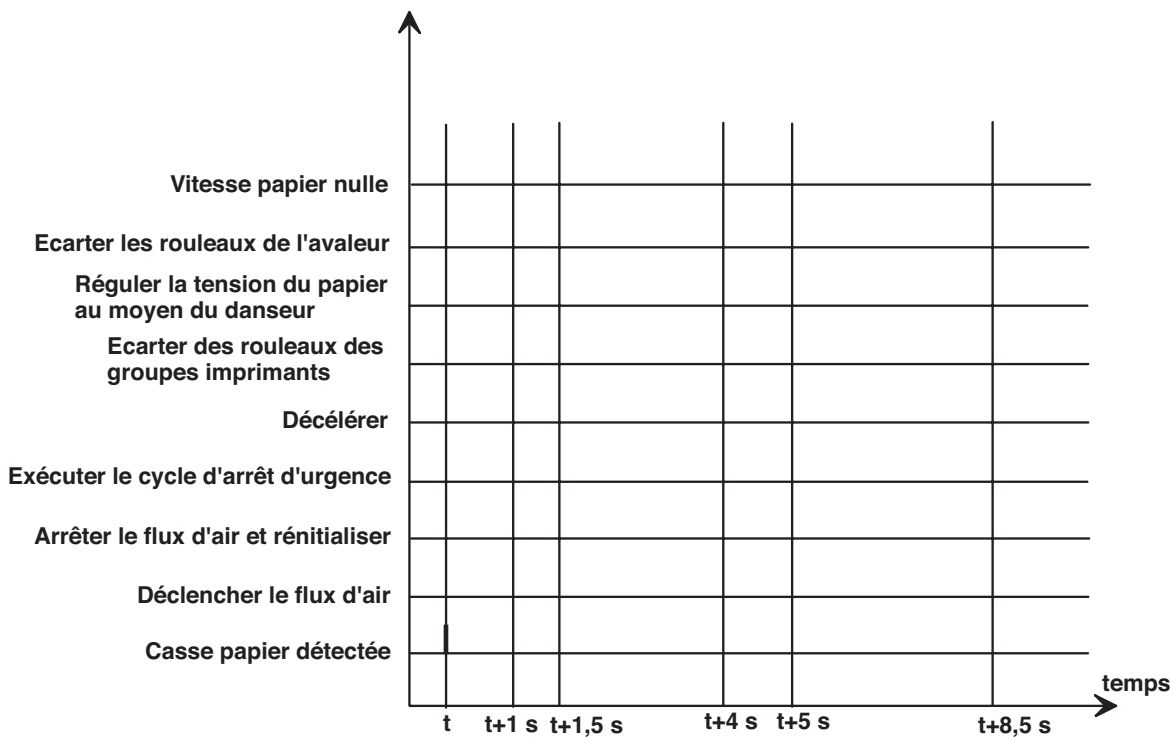 Vitesse papier nulle
Ecarter les rouleaux de l'avaleur
Réguler la tension du papier
au moyen du danseur
Ecarter des rouleaux des
groupes imprimants
Décélérer
Exécuter le cycle d'arrêt d'urgence
Arrêter le flux d'air et rénitialiser
Déclencher le flux d'air
Casse papier détectée
temps
t t+1 s t+1,5 s t+4 s t+5 s t+8,5 s